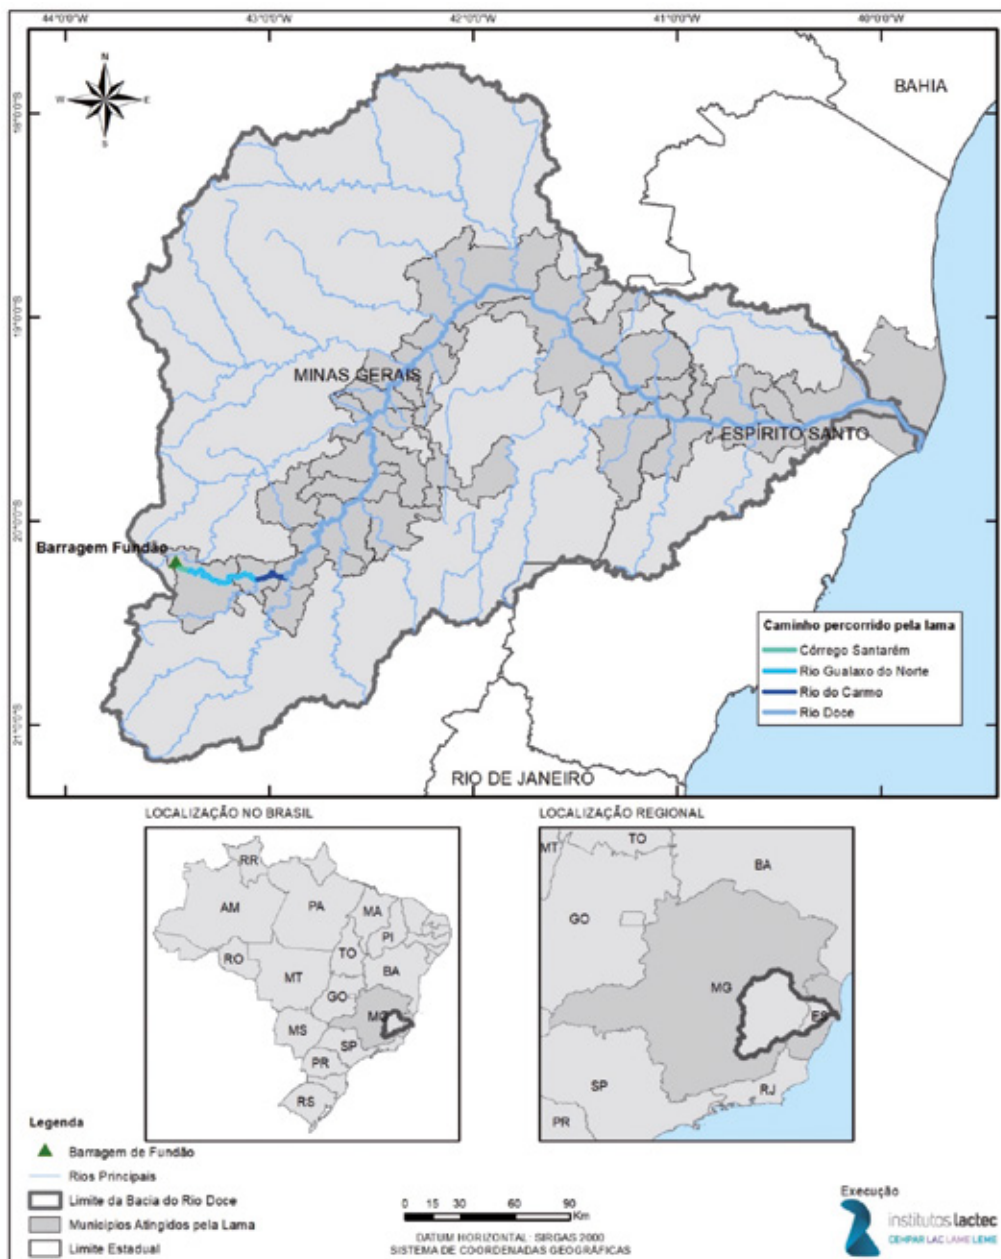 44°0'0"W 43°0'0"W 42°0'0"W 41°0'0"W 40°0'0"W
N
W E
S
18°0'0"S
19°0'0"S
20°0'0"S
21°0'0"S
BAHIA
MINAS GERAIS
ESPÍRITO SANTO
Barragem Fundão
RIO DE JANEIRO
Caminho percorrido pela lama
Córrego Santarém
Rio Gualaxo do Norte
Rio do Carmo
Rio Doce
LOCALIZAÇÃO NO BRASIL
RR
AM
PA
MA
PI
TO
RO
BA
MT
GO
MG
MS
SP
PR
RS
LOCALIZAÇÃO REGIONAL
MT
TO
BA
GO
MG
ES
SP
RJ
PR
Legenda
Barragem de Fundão
Rios Principais
Limite da Bacia do Rio Doce
Municípios Atingidos pela Lama
Limite Estadual
0 15 30 60 90
Km
DATUM HORIZONTAL: SIRGAS 2000
SISTEMA DE COORDENADAS GEOGRÁFICAS
Execução
institutos lactec
CEHPAR LAC LAME LEME